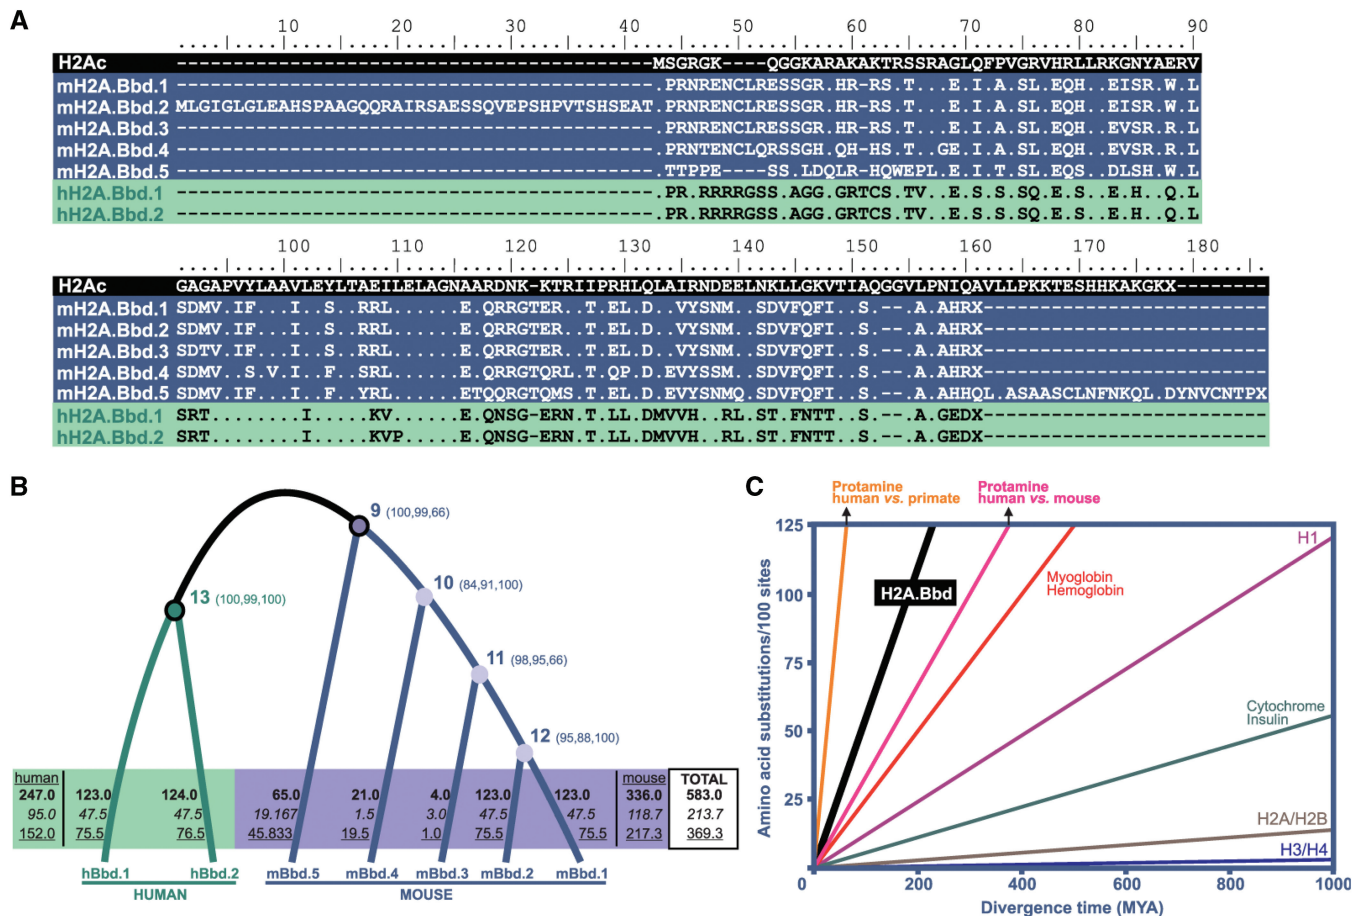 A
10 20 30 40 50 60 70 80 90
H2Ac ------------------------------------------MSGRGK----QGGKARAKAKTRSSRAGLQFPVGRVHRLLRKGNYAERV
mH2A.Bbd.1 ------------------------------------------.PRNRENCLRESSGR.HR-RS.T...E.I.A.SL.EQH..EISR.W.L
mH2A.Bbd.2 MLGIGLGLEAHSPAAGQQRAIRSAESSQVEPSHPVTSHSEAT.PRNRENCLRESSGR.HR-RS.T...E.I.A.SL.EQH..EISR.W.L
mH2A.Bbd.3 ------------------------------------------.PRNRENCLRESSGR.HR-RS.T...E.I.A.SL.EQH..EVSR.R.L
mH2A.Bbd.4 ------------------------------------------.PRNTENCLQRSSGH.QH-HS.T..GE.I.A.SL.EQH..EVSR.R.L
mH2A.Bbd.5 ------------------------------------------.TTPPE----SS.LDQLR-HQWEPL.E.I.A.SL.EQS..DLSH.W.L
hH2A.Bbd.1 ------------------------------------------.PR.RRRRGSS.AGG.GRTCS.TV..E.S.S.SQ.E.S..E.H..Q.L
hH2A.Bbd.2 ------------------------------------------.PR.RRRRGSS.AGG.GRTCS.TV..E.S.S.SQ.E.S..E.H..Q.L
100 110 120 130 140 150 160 170 180
H2Ac GAGAPVYLAAVLEYLTAEILELAGNAARDNK-KTRIIPRHLQLAIRNDEELNKLLGKVTIAQGGVLPNIQAVLLPKKTESHHKAKGKX--------
mH2A.Bbd.1 SDMV.IF...I..S..RRL......E.QRRGTER..T.EL.D..VYSNM..SDVFQFI..S.--.A.AHRX-------------------------
mH2A.Bbd.2 SDMV.IF...I..S..RRL......E.QRRGTER..T.EL.D..VYSNM..SDVFQFI..S.--.A.AHRX-------------------------
mH2A.Bbd.3 SDTV.IF...I..S..RRL......E.QRRGTER..T.EL.D..VYSNM..SDVFQFI..S.--.A.AHRX-------------------------
mH2A.Bbd.4 SDMV..S.V.I..F..RRL......E.QRRGTQRL.T.QP.D.EVYSSM..SDVFQFI..S.--.A.AHRX-------------------------
mH2A.Bbd.5 SDMV.IF...I..F..YRL......ETQQRGTQMS.T.EL.D.EVYSNMQ.SDVFQFI..S.--.A.AHHQL.ASAASCLNFNKQL.DYNVCNTPX
hH2A.Bbd.1 SRT........I.....KV......E.QNSG-ERN.T.LL.DMVVH..RL.ST.FNTT..S.--.A.GEDX-------------------------
hH2A.Bbd.2 SRT........I.....KVP.....E.QNSG-ERN.T.LL.DMVVH..RL.ST.FNTT..S.--.A.GEDX-------------------------
B
9 (100,99,66)
10 (84,91,100)
13 (100,99,100)
11 (98,95,66)
12 (95,88,100)
human mouse TOTAL
247.0 123.0 124.0 65.0 21.0 4.0 123.0 123.0 336.0 583.0
95.0 47.5 47.5 19.167 1.5 3.0 47.5 47.5 118.7 213.7
152.0 75.5 76.5 45.833 19.5 1.0 75.5 75.5 217.3 369.3
hBbd.1 hBbd.2 mBbd.5 mBbd.4 mBbd.3 mBbd.2 mBbd.1
HUMAN MOUSE
C
Protamine
human vs. primate
Protamine
human vs. mouse
H2A.Bbd
Myoglobin
Hemoglobin
H1
Cytochrome
Insulin
H2A/H2B
H3/H4
Amino acid substitutions/100 sites
125
100
75
50
25
0 200 400 600 800 1000
Divergence time (MYA)